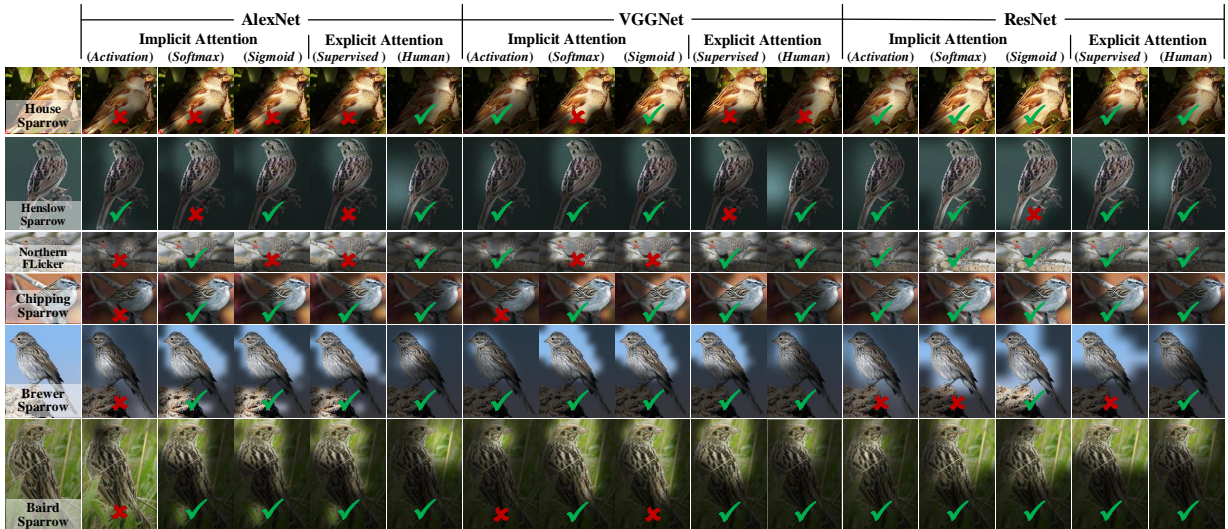 AlexNet VGGNet ResNet
Implicit Attention Explicit Attention Implicit Attention Explicit Attention Implicit Attention Explicit Attention
(Activation) (Softmax) (Sigmoid ) (Supervised ) (Human) (Activation) (Softmax) (Sigmoid ) (Supervised ) (Human) (Activation) (Softmax) (Sigmoid ) (Supervised ) (Human)
House
Sparrow
Henslow
Sparrow
Northern
FLicker
Chipping
Sparrow
Brewer
Sparrow
Baird
Sparrow